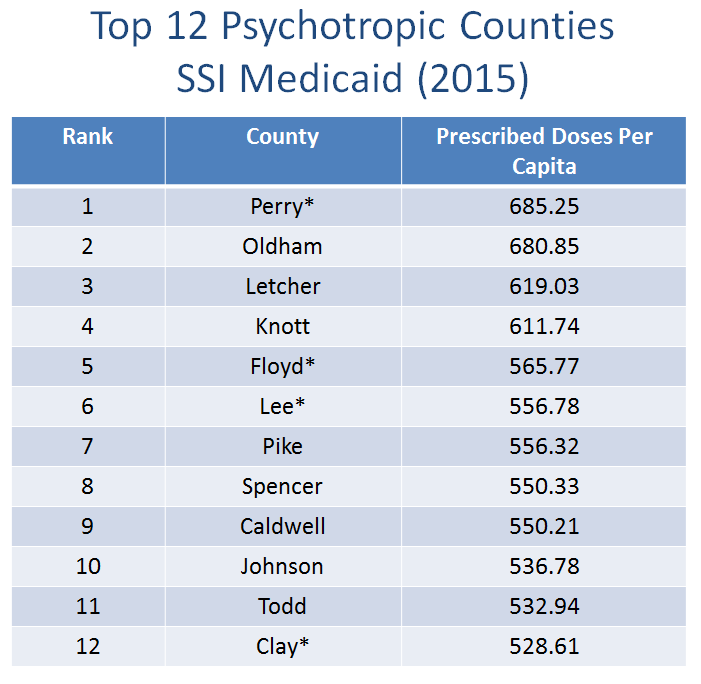 Top 12 Psychotropic Counties
SSI Medicaid (2015)
Rank County Prescribed Doses Per
Capita
1 Perry* 685.25
2 Oldham 680.85
3 Letcher 619.03
4 Knott 611.74
5 Floyd* 565.77
6 Lee* 556.78
7 Pike 556.32
8 Spencer 550.33
9 Caldwell 550.21
10 Johnson 536.78
11 Todd 532.94
12 Clay* 528.61